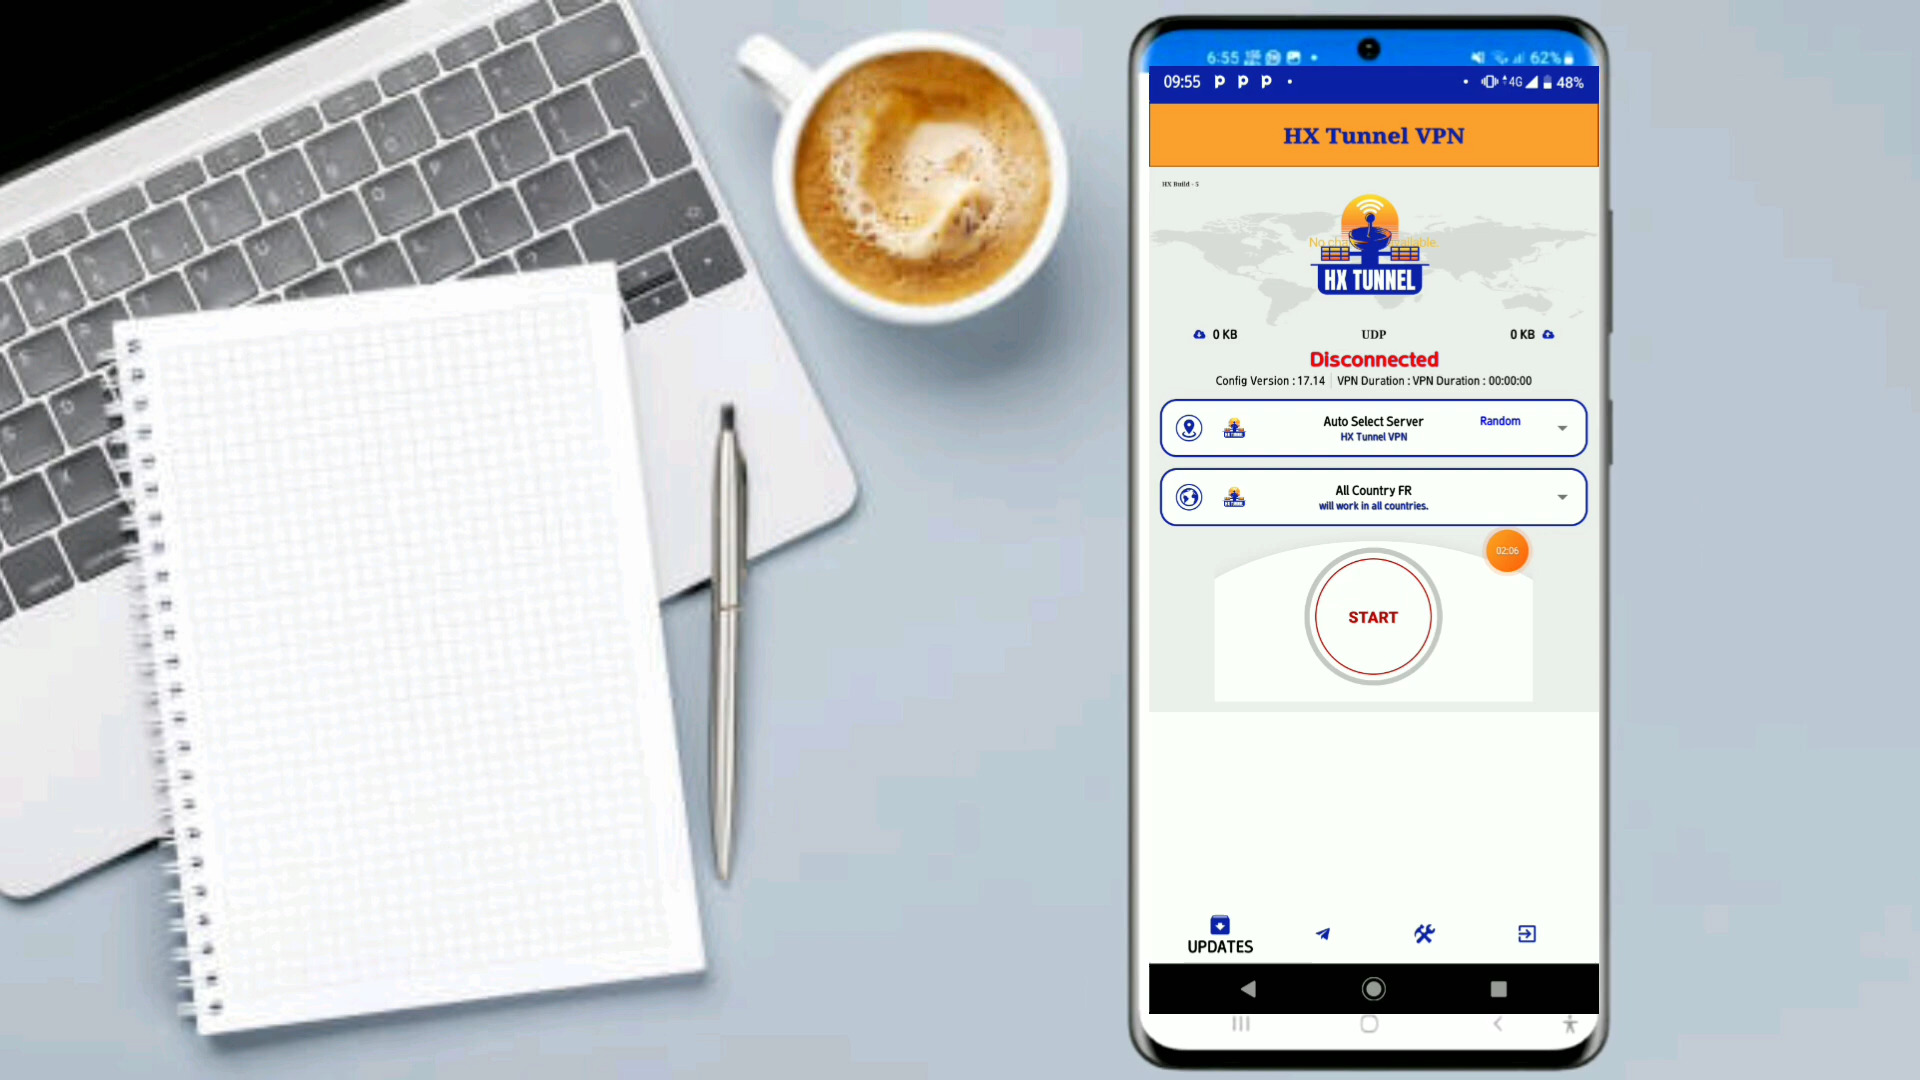 6:55
62%
09:55
4G 48%
HX Tunnel VPN
HX Build - 5
HX TUNNEL
0 KB
UDP
0 KB
Disconnected
Config Version : 17.14
VPN Duration : VPN Duration : 00:00:00
Auto Select Server
Random
HX Tunnel VPN
All Country FR
will work in all countries.
02:06
START
UPDATES